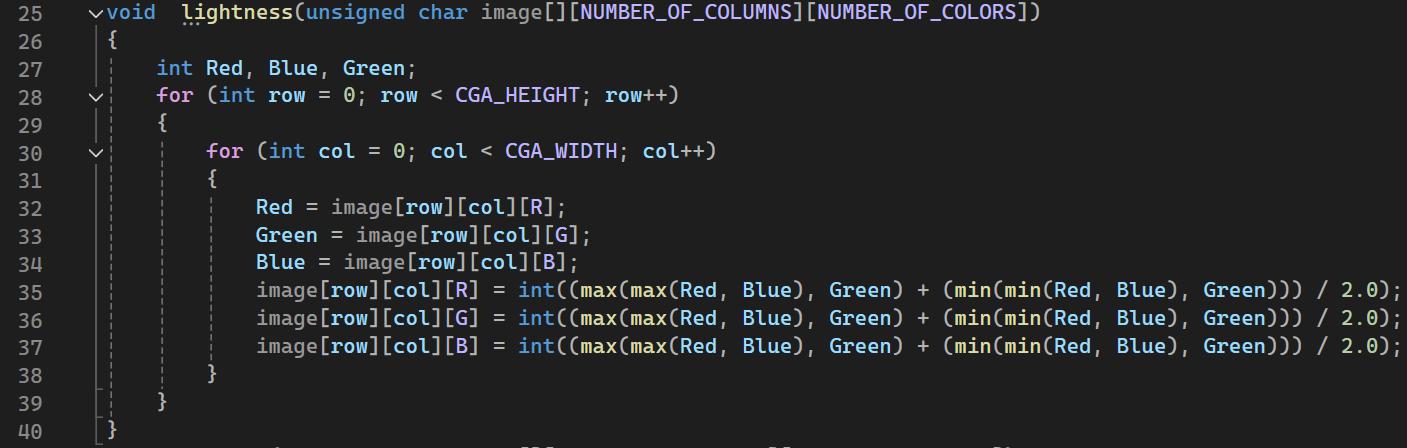 25 void  lightness(unsigned char image[][NUMBER_OF_COLUMNS][NUMBER_OF_COLORS])
26 {
27     int Red, Blue, Green;
28     for (int row = 0; row < CGA_HEIGHT; row++)
29     {
30         for (int col = 0; col < CGA_WIDTH; col++)
31         {
32             Red = image[row][col][R];
33             Green = image[row][col][G];
34             Blue = image[row][col][B];
35             image[row][col][R] = int((max(max(Red, Blue), Green) + (min(min(Red, Blue), Green))) / 2.0);
36             image[row][col][G] = int((max(max(Red, Blue), Green) + (min(min(Red, Blue), Green))) / 2.0);
37             image[row][col][B] = int((max(max(Red, Blue), Green) + (min(min(Red, Blue), Green))) / 2.0);
38         }
39     }
40 }